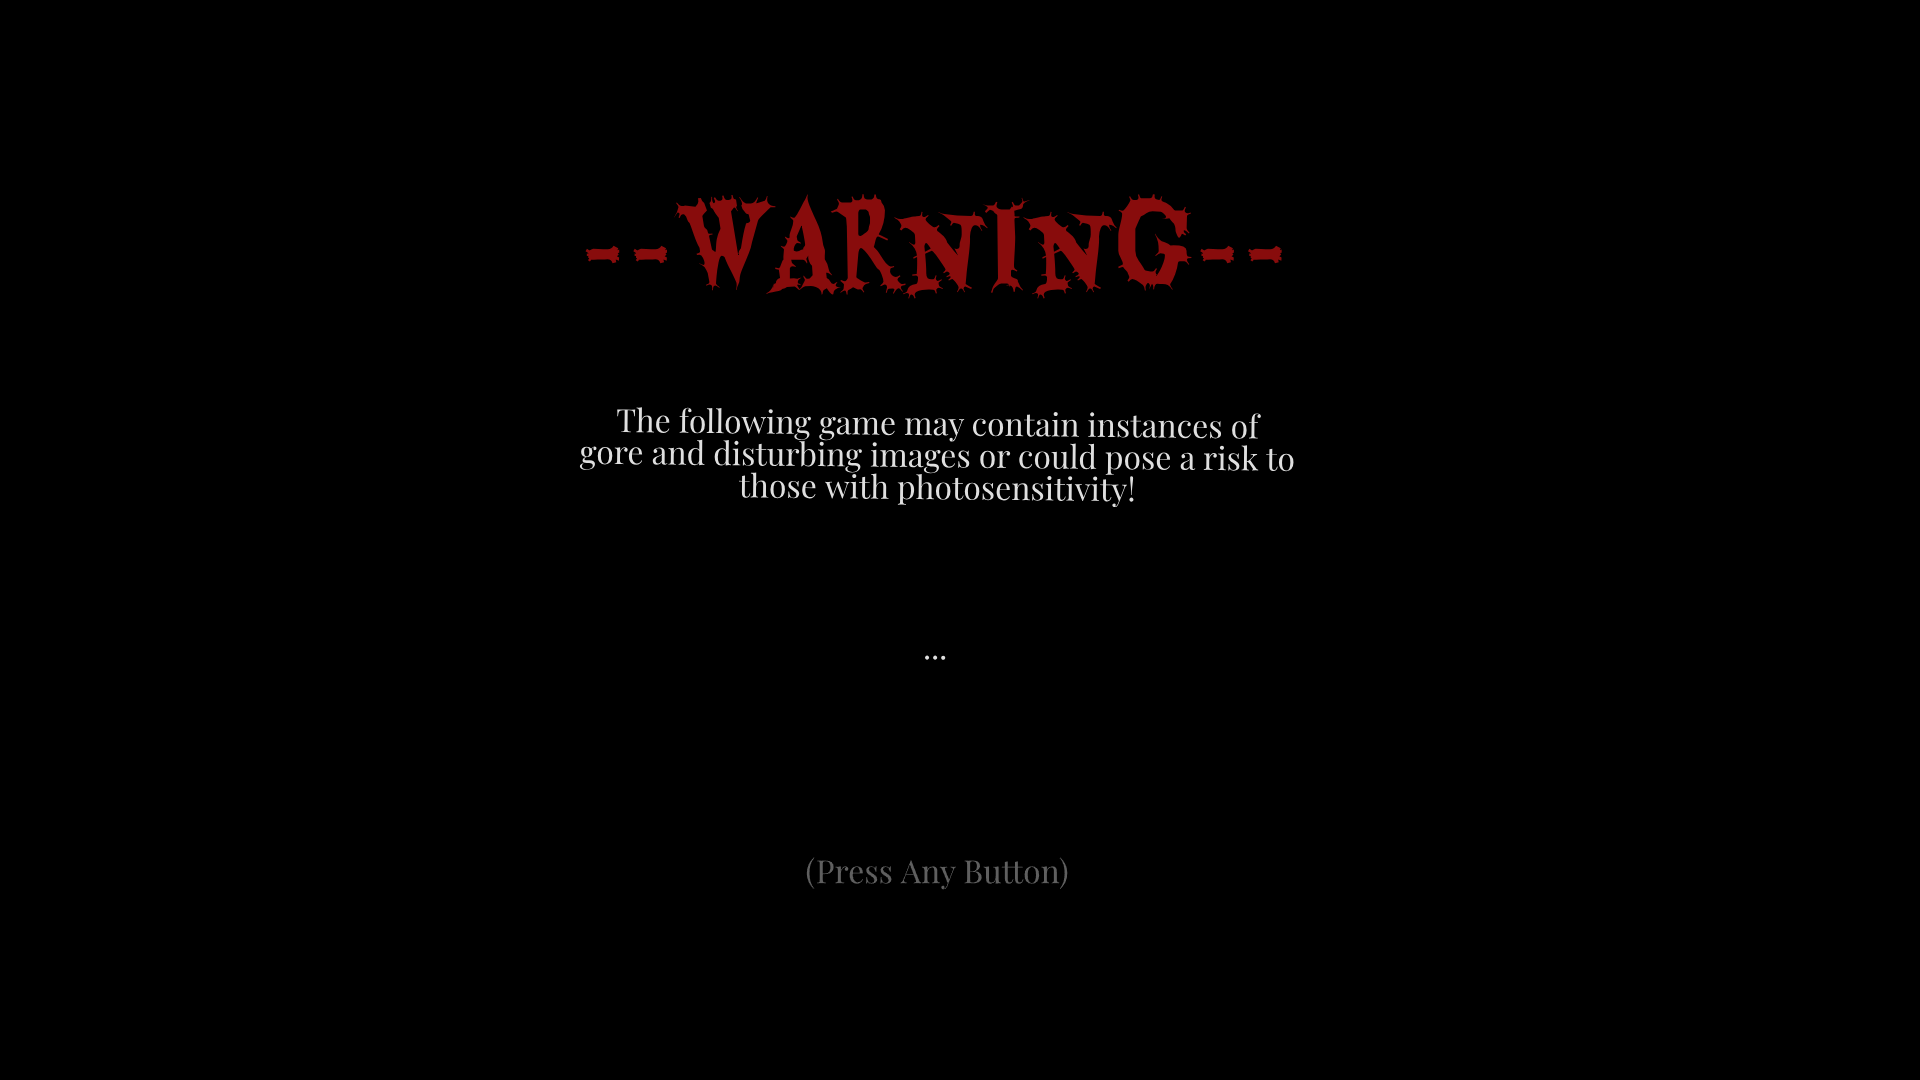 --WARNING--
The following game may contain instances of
gore and disturbing images or could pose a risk to
those with photosensitivity!
...
(Press Any Button)